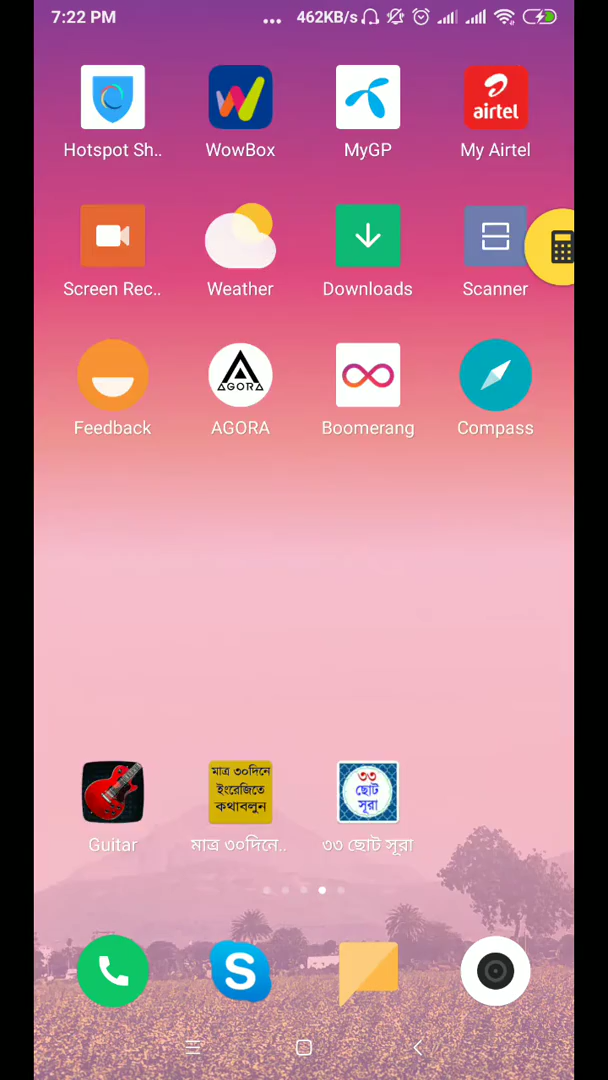 7:22 PM ... 462KB/s
airtel
Hotspot Sh.. WowBox MyGP My Airtel
Screen Rec.. Weather Downloads Scanner
AGORA
Feedback AGORA Boomerang Compass
মাত্র ৩০দিনে
ইংরেজিতে
কথাবলুন
৩৩
ছোট
সূরা
Guitar মাত্র ৩০দিনে.. ৩৩ ছোট সূরা